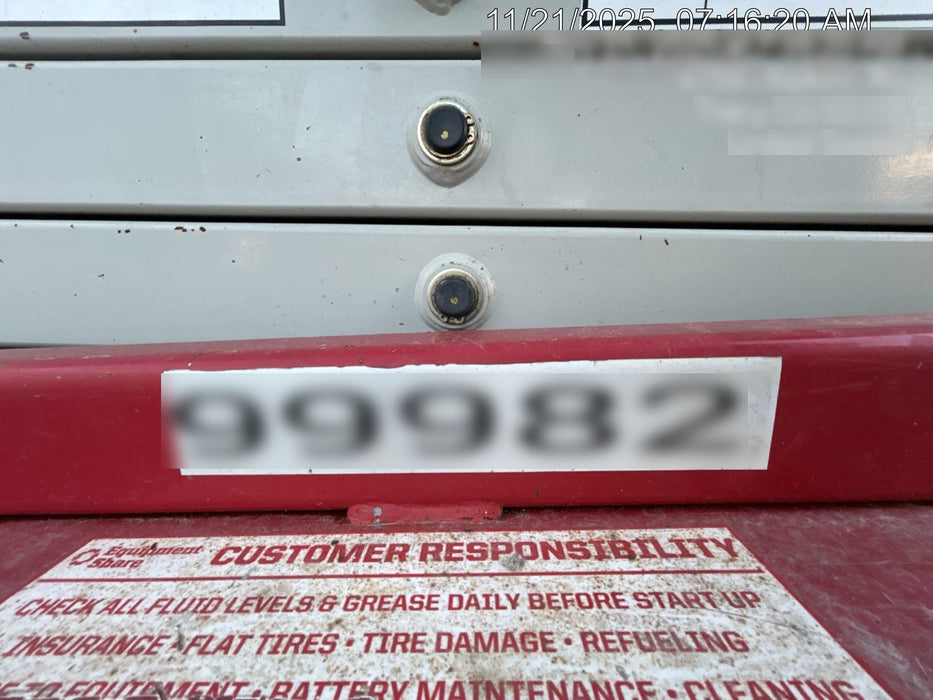 11/21/2025 07:16:20 AM
99982
Equipment Share
CUSTOMER RESPONSIBILITY
CHECK ALL FLUID LEVELS & GREASE DAILY BEFORE START UP
INSURANCE · FLAT TIRES · TIRE DAMAGE · REFUELING
EQUIPMENT · BATTERY MAINTENANCE · CLEANING